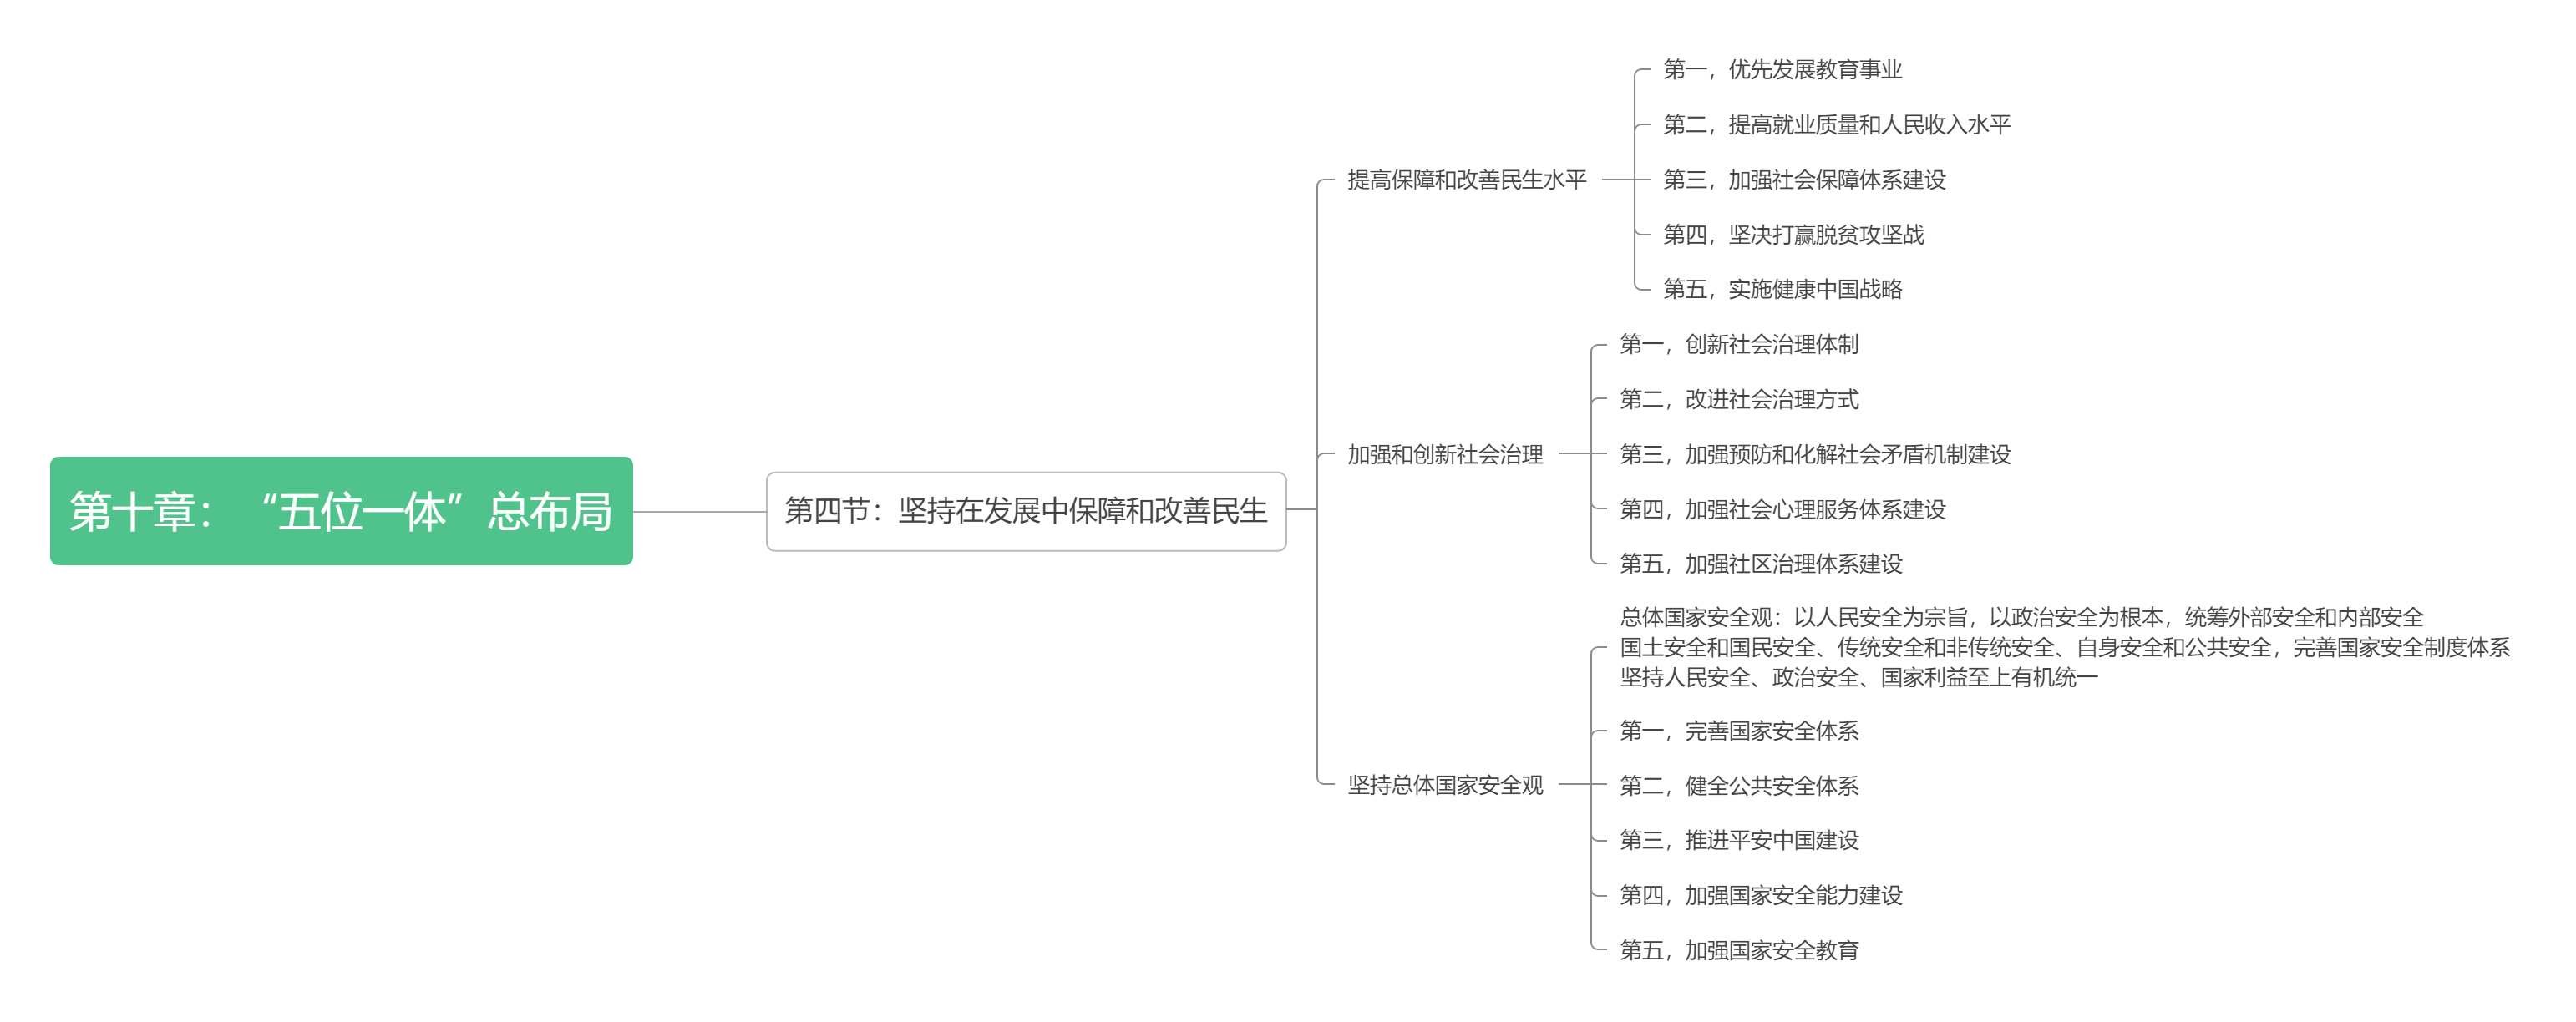 第十章：“五位一体”总布局
第四节：坚持在发展中保障和改善民生
提高保障和改善民生水平
第一，优先发展教育事业
第二，提高就业质量和人民收入水平
第三，加强社会保障体系建设
第四，坚决打赢脱贫攻坚战
第五，实施健康中国战略
加强和创新社会治理
第一，创新社会治理体制
第二，改进社会治理方式
第三，加强预防和化解社会矛盾机制建设
第四，加强社会心理服务体系建设
第五，加强社区治理体系建设
坚持总体国家安全观
总体国家安全观：以人民安全为宗旨，以政治安全为根本，统筹外部安全和内部安全
国土安全和国民安全、传统安全和非传统安全、自身安全和公共安全，完善国家安全制度体系
坚持人民安全、政治安全、国家利益至上有机统一
第一，完善国家安全体系
第二，健全公共安全体系
第三，推进平安中国建设
第四，加强国家安全能力建设
第五，加强国家安全教育